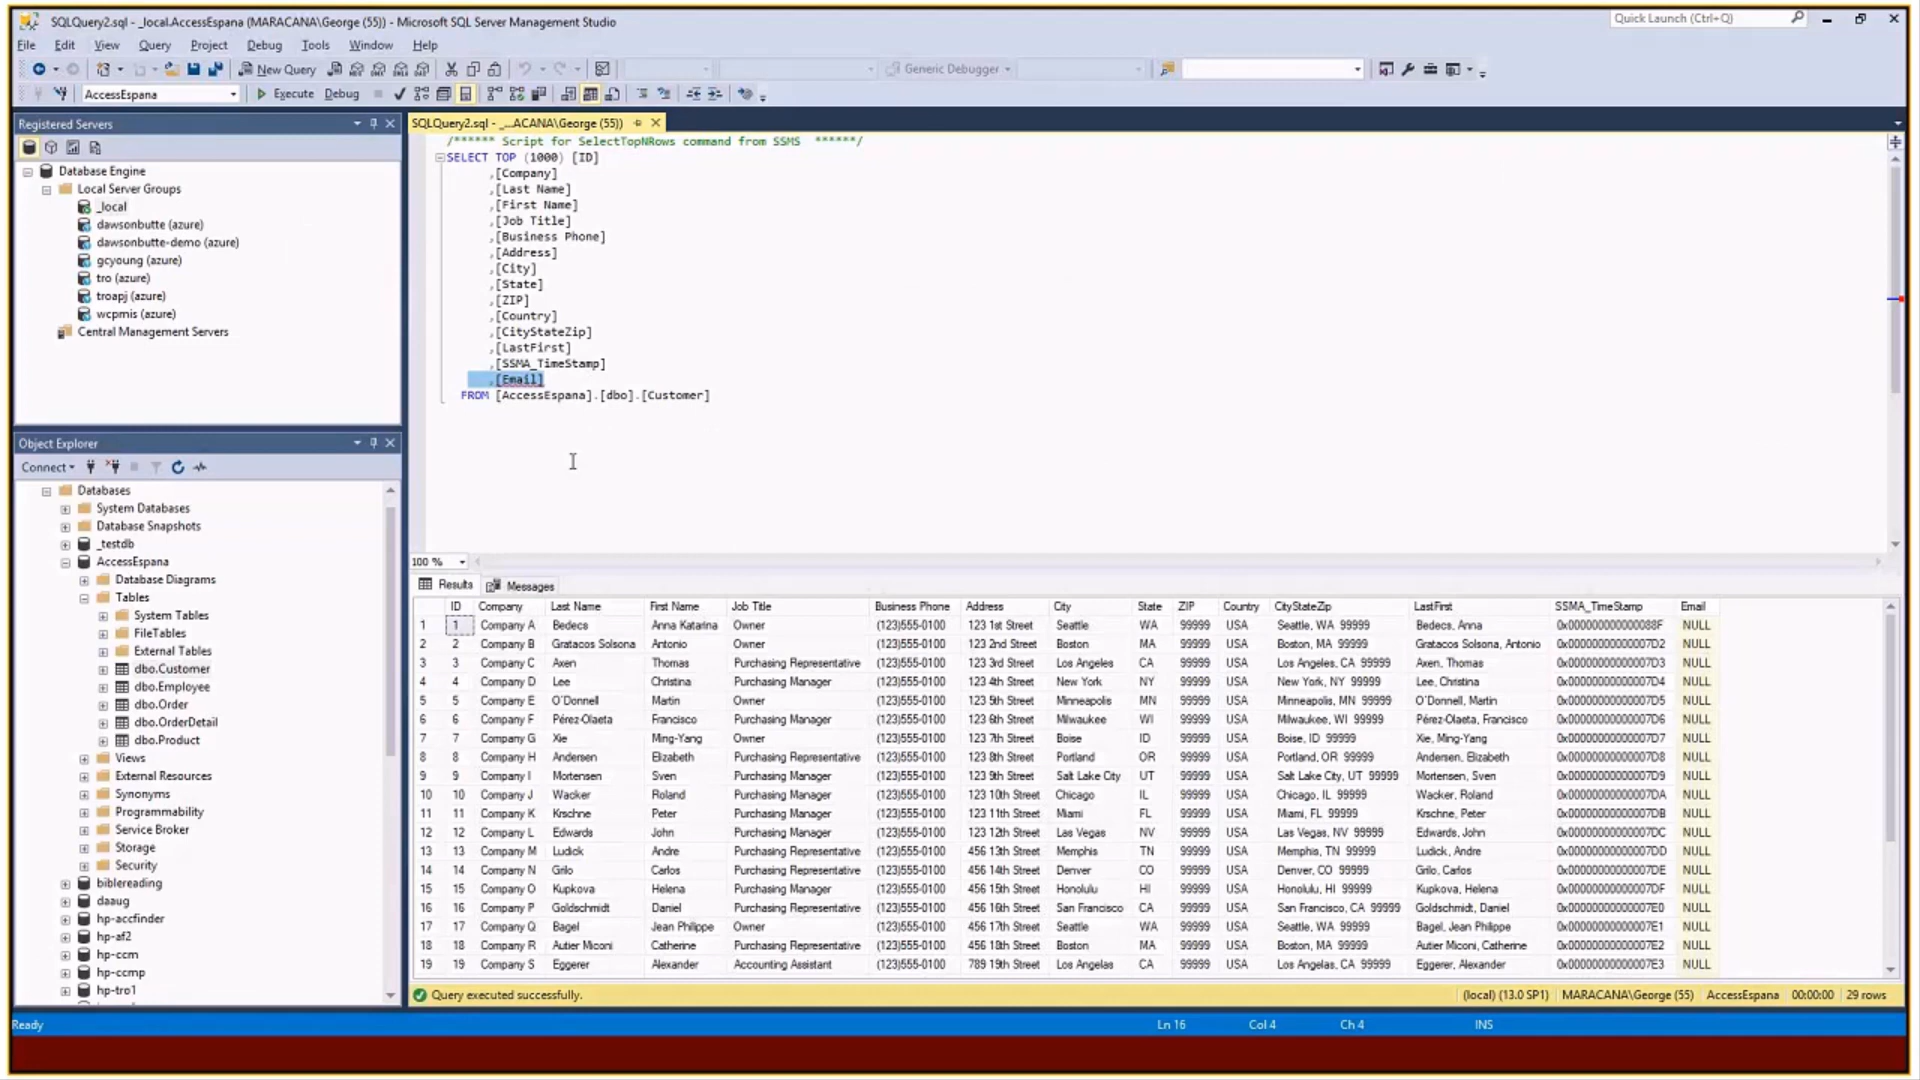 SQLQuery2.sql - _local.AccessEspana (MARACANA\George (55)) - Microsoft SQL Server Management Studio
Quick Launch (Ctrl+Q)
File Edit View Query Project Debug Tools Window Help
New Query
Generic Debugger
AccessEspana
Execute Debug
Registered Servers
Database Engine
Local Server Groups
_local
dawsonbutte (azure)
dawsonbutte-demo (azure)
gcyoung (azure)
tro (azure)
troapj (azure)
wcpmis (azure)
Central Management Servers
Object Explorer
Connect
Databases
System Databases
Database Snapshots
_testdb
AccessEspana
Database Diagrams
Tables
System Tables
FileTables
External Tables
dbo.Customer
dbo.Employee
dbo.Order
dbo.OrderDetail
dbo.Product
Views
External Resources
Synonyms
Programmability
Service Broker
Storage
Security
biblereading
daaug
hp-accfinder
hp-af2
hp-ccm
hp-ccmp
hp-tro1
SQLQuery2.sql - _...ACANA\George (55))
/****** Script for SelectTopNRows command from SSMS  ******/
SELECT TOP (1000) [ID]
,[Company]
,[Last Name]
,[First Name]
,[Job Title]
,[Business Phone]
,[Address]
,[City]
,[State]
,[ZIP]
,[Country]
,[CityStateZip]
,[LastFirst]
,[SSMA_TimeStamp]
,[Email]
FROM [AccessEspana].[dbo].[Customer]
100 %
Results Messages
ID Company Last Name First Name Job Title Business Phone Address City State ZIP Country CityStateZip LastFirst SSMA_TimeStamp Email
1 1 Company A Bedecs Anna Katarina Owner (123)555-0100 123 1st Street Seattle WA 99999 USA Seattle, WA 99999 Bedecs, Anna 0x000000000000088F NULL
2 2 Company B Gratacos Solsona Antonio Owner (123)555-0100 123 2nd Street Boston MA 99999 USA Boston, MA 99999 Gratacos Solsona, Antonio 0x00000000000007D2 NULL
3 3 Company C Axen Thomas Purchasing Representative (123)555-0100 123 3rd Street Los Angeles CA 99999 USA Los Angeles, CA 99999 Axen, Thomas 0x00000000000007D3 NULL
4 4 Company D Lee Christina Purchasing Manager (123)555-0100 123 4th Street New York NY 99999 USA New York, NY 99999 Lee, Christina 0x00000000000007D4 NULL
5 5 Company E O'Donnell Martin Owner (123)555-0100 123 5th Street Minneapolis MN 99999 USA Minneapolis, MN 99999 O'Donnell, Martin 0x00000000000007D5 NULL
6 6 Company F Pérez-Olaeta Francisco Purchasing Manager (123)555-0100 123 6th Street Milwaukee WI 99999 USA Milwaukee, WI 99999 Pérez-Olaeta, Francisco 0x00000000000007D6 NULL
7 7 Company G Xie Ming-Yang Owner (123)555-0100 123 7th Street Boise ID 99999 USA Boise, ID 99999 Xie, Ming-Yang 0x00000000000007D7 NULL
8 8 Company H Andersen Elizabeth Purchasing Representative (123)555-0100 123 8th Street Portland OR 99999 USA Portland, OR 99999 Andersen, Elizabeth 0x00000000000007D8 NULL
9 9 Company I Mortensen Sven Purchasing Manager (123)555-0100 123 9th Street Salt Lake City UT 99999 USA Salt Lake City, UT 99999 Mortensen, Sven 0x00000000000007D9 NULL
10 10 Company J Wacker Roland Purchasing Manager (123)555-0100 123 10th Street Chicago IL 99999 USA Chicago, IL 99999 Wacker, Roland 0x00000000000007DA NULL
11 11 Company K Krschne Peter Purchasing Manager (123)555-0100 123 11th Street Miami FL 99999 USA Miami, FL 99999 Krschne, Peter 0x00000000000007DB NULL
12 12 Company L Edwards John Purchasing Manager (123)555-0100 123 12th Street Las Vegas NV 99999 USA Las Vegas, NV 99999 Edwards, John 0x00000000000007DC NULL
13 13 Company M Ludick Andre Purchasing Representative (123)555-0100 456 13th Street Memphis TN 99999 USA Memphis, TN 99999 Ludick, Andre 0x00000000000007DD NULL
14 14 Company N Grilo Carlos Purchasing Representative (123)555-0100 456 14th Street Denver CO 99999 USA Denver, CO 99999 Grilo, Carlos 0x00000000000007DE NULL
15 15 Company O Kupkova Helena Purchasing Manager (123)555-0100 456 15th Street Honolulu HI 99999 USA Honolulu, HI 99999 Kupkova, Helena 0x00000000000007DF NULL
16 16 Company P Goldschmidt Daniel Purchasing Representative (123)555-0100 456 16th Street San Francisco CA 99999 USA San Francisco, CA 99999 Goldschmidt, Daniel 0x00000000000007E0 NULL
17 17 Company Q Bagel Jean Philippe Owner (123)555-0100 456 17th Street Seattle WA 99999 USA Seattle, WA 99999 Bagel, Jean Philippe 0x00000000000007E1 NULL
18 18 Company R Autier Miconi Catherine Purchasing Representative (123)555-0100 456 18th Street Boston MA 99999 USA Boston, MA 99999 Autier Miconi, Catherine 0x00000000000007E2 NULL
19 19 Company S Eggerer Alexander Accounting Assistant (123)555-0100 789 19th Street Los Angelas CA 99999 USA Los Angelas, CA 99999 Eggerer, Alexander 0x00000000000007E3 NULL
Query executed successfully. (local) (13.0 SP1) MARACANA\George (55) AccessEspana 00:00:00 29 rows
Ready Ln 16 Col 4 Ch 4 INS